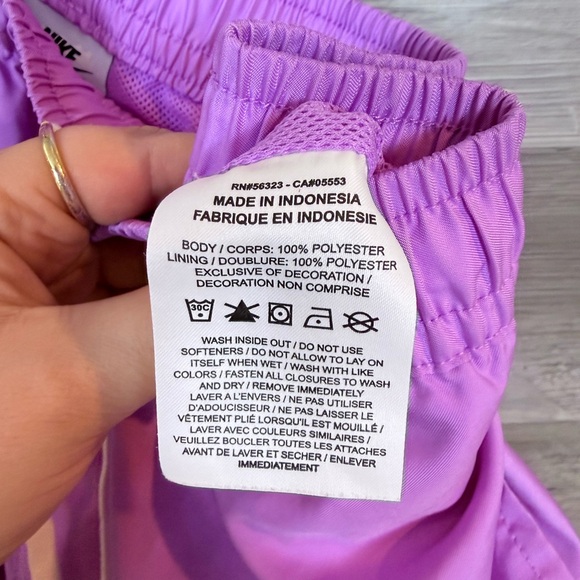 NIKE
RN#56323 - CA#05553
MADE IN INDONESIA
FABRIQUE EN INDONESIE
BODY / CORPS: 100% POLYESTER
LINING / DOUBLURE: 100% POLYESTER
EXCLUSIVE OF DECORATION /
DECORATION NON COMPRISE
30C
WASH INSIDE OUT / DO NOT USE
SOFTENERS / DO NOT ALLOW TO LAY ON
ITSELF WHEN WET / WASH WITH LIKE
COLORS / FASTEN ALL CLOSURES TO WASH
AND DRY / REMOVE IMMEDIATELY
LAVER A L'ENVERS / NE PAS UTILISER
D'ADOUCISSEUR / NE PAS LAISSER LE
VÊTEMENT PLIÉ LORSQU'IL EST MOUILLÉ /
LAVER AVEC COULEURS SIMILAIRES /
VEUILLEZ BOUCLER TOUTES LES ATTACHES
AVANT DE LAVER ET SECHER / ENLEVER
IMMEDIATEMENT